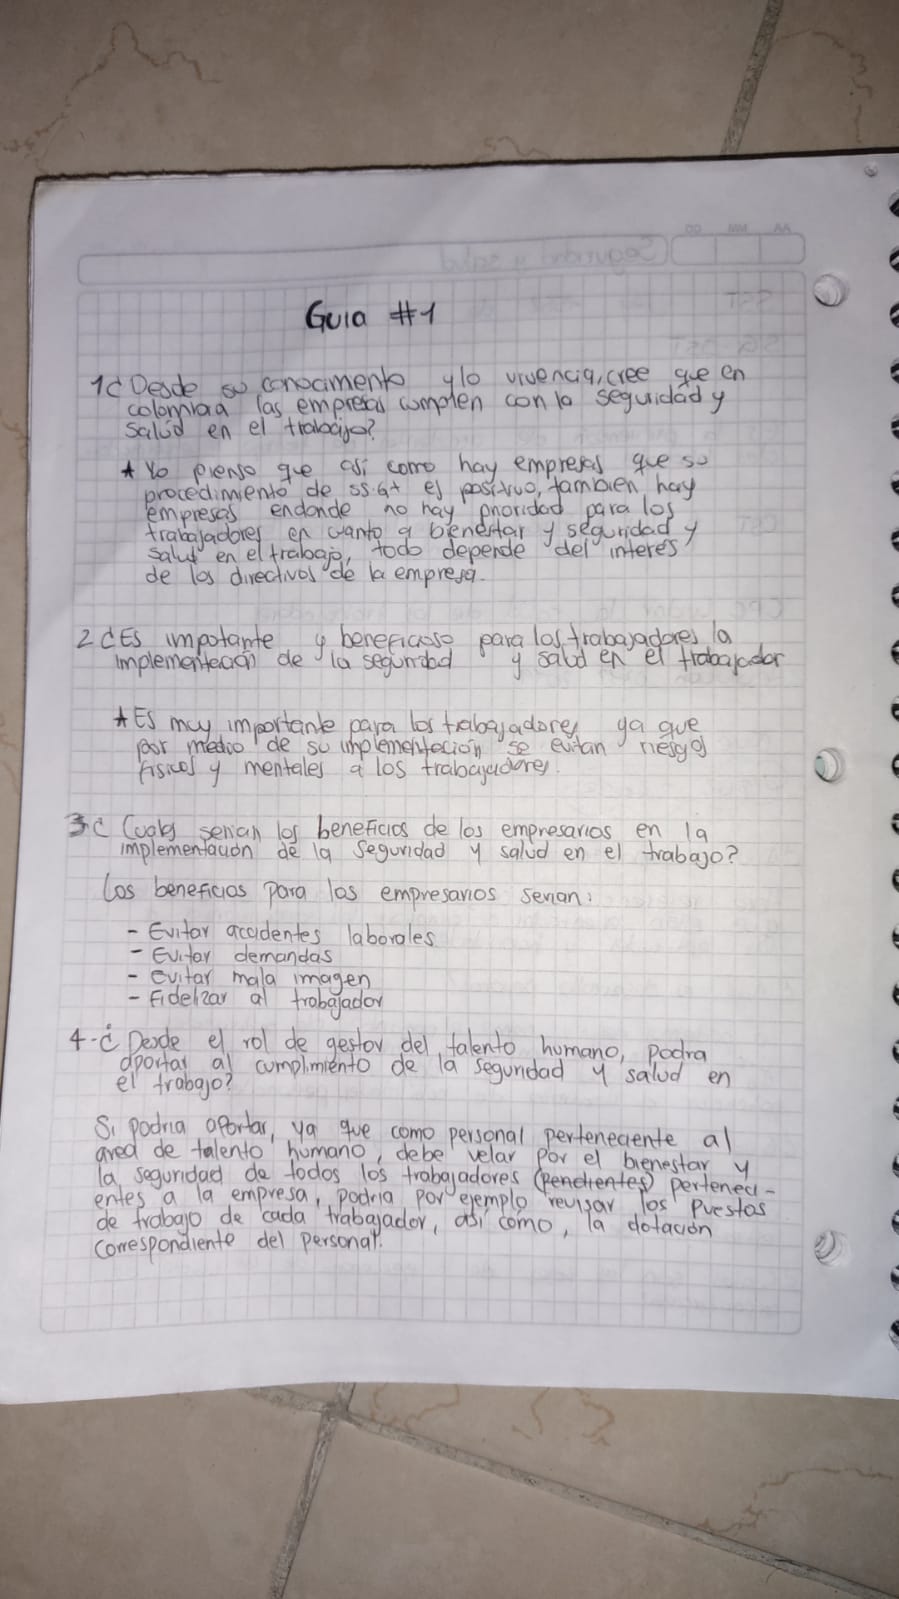 DD MM AA
Guia #1
1¿ Desde su conocimiento y/o vivencia, cree que en
colombia las empresas cumplen con la seguridad y
salud en el trabajo?
* Yo pienso que asi como hay empresas que su
procedimiento de ss.Gt es positivo, tambien hay
empresas endonde no hay prioridad para los
trabajadores en cuanto a bienestar y seguridad y
salud en el trabajo, todo depende del interes
de los directivos de la empresa.
2 ¿Es impotante y beneficioso para los trabajadores la
implementación de la seguridad y salud en el trabajador
* Es muy importante para los trabajadores ya que
por medio de su implementación se evitan riesgos
fisicos y mentales a los trabajadores.
3¿ Cuales serian los beneficios de los empresarios en la
implementación de la seguridad y salud en el trabajo?
Los beneficios para los empresarios serian:
- Evitar accidentes laborales
- Evitar demandas
- Evitar mala imagen
- Fidelizar al trabajador
4-¿ Desde el rol de gestor del talento humano, podra
aportar al cumplimiento de la seguridad y salud en
el trabajo?
Si podria aportar, ya que como personal perteneciente al
area de talento humano, debe velar por el bienestar y
la seguridad de todos los trabajadores (pendientes) perteneci-
entes a la empresa, podria por ejemplo revisar los puestos
de trabajo de cada trabajador, asi como, la dotación
correspondiente del personal.